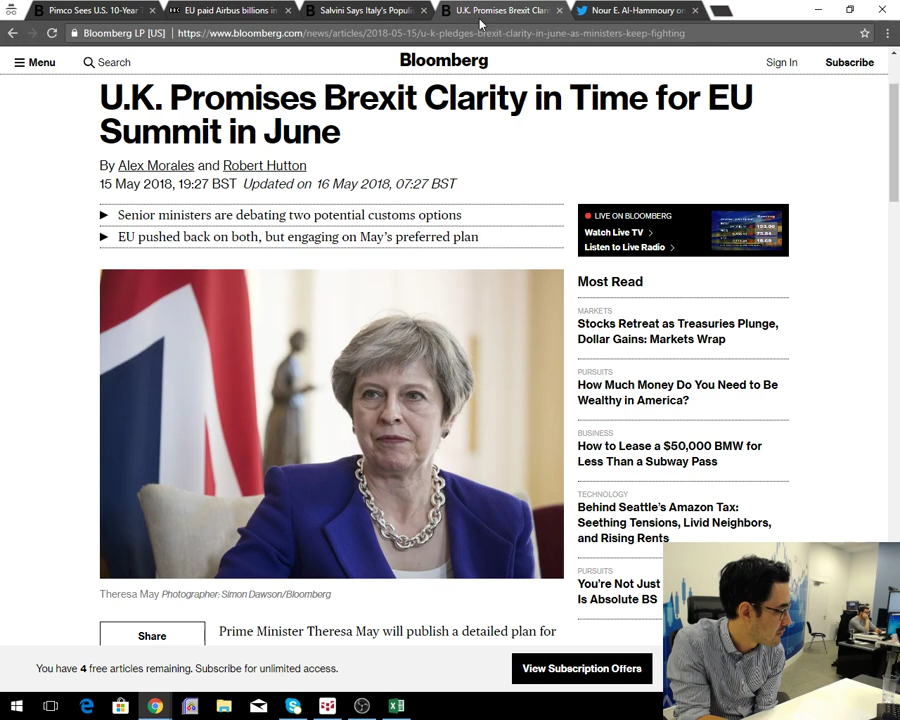 Pimco Sees U.S. 10-Year
EU paid Airbus billions in
Salvini Says Italy's Populi
U.K. Promises Brexit Clari
Nour E. Al-Hammoury on
Bloomberg LP [US]
https://www.bloomberg.com/news/articles/2018-05-15/u-k-pledges-brexit-clarity-in-june-as-ministers-keep-fighting
Menu
Search
Bloomberg
Sign In
Subscribe
U.K. Promises Brexit Clarity in Time for EU
Summit in June
By Alex Morales and Robert Hutton
15 May 2018, 19:27 BST Updated on 16 May 2018, 07:27 BST
Senior ministers are debating two potential customs options
EU pushed back on both, but engaging on May's preferred plan
LIVE ON BLOOMBERG
Watch Live TV
Listen to Live Radio
Most Read
MARKETS
Stocks Retreat as Treasuries Plunge,
Dollar Gains: Markets Wrap
PURSUITS
How Much Money Do You Need to Be
Wealthy in America?
BUSINESS
How to Lease a $50,000 BMW for
Less Than a Subway Pass
TECHNOLOGY
Behind Seattle's Amazon Tax:
Seething Tensions, Livid Neighbors,
and Rising Rents
PURSUITS
You're Not Just
Is Absolute BS
Theresa May Photographer: Simon Dawson/Bloomberg
Share
Prime Minister Theresa May will publish a detailed plan for
You have 4 free articles remaining. Subscribe for unlimited access.
View Subscription Offers